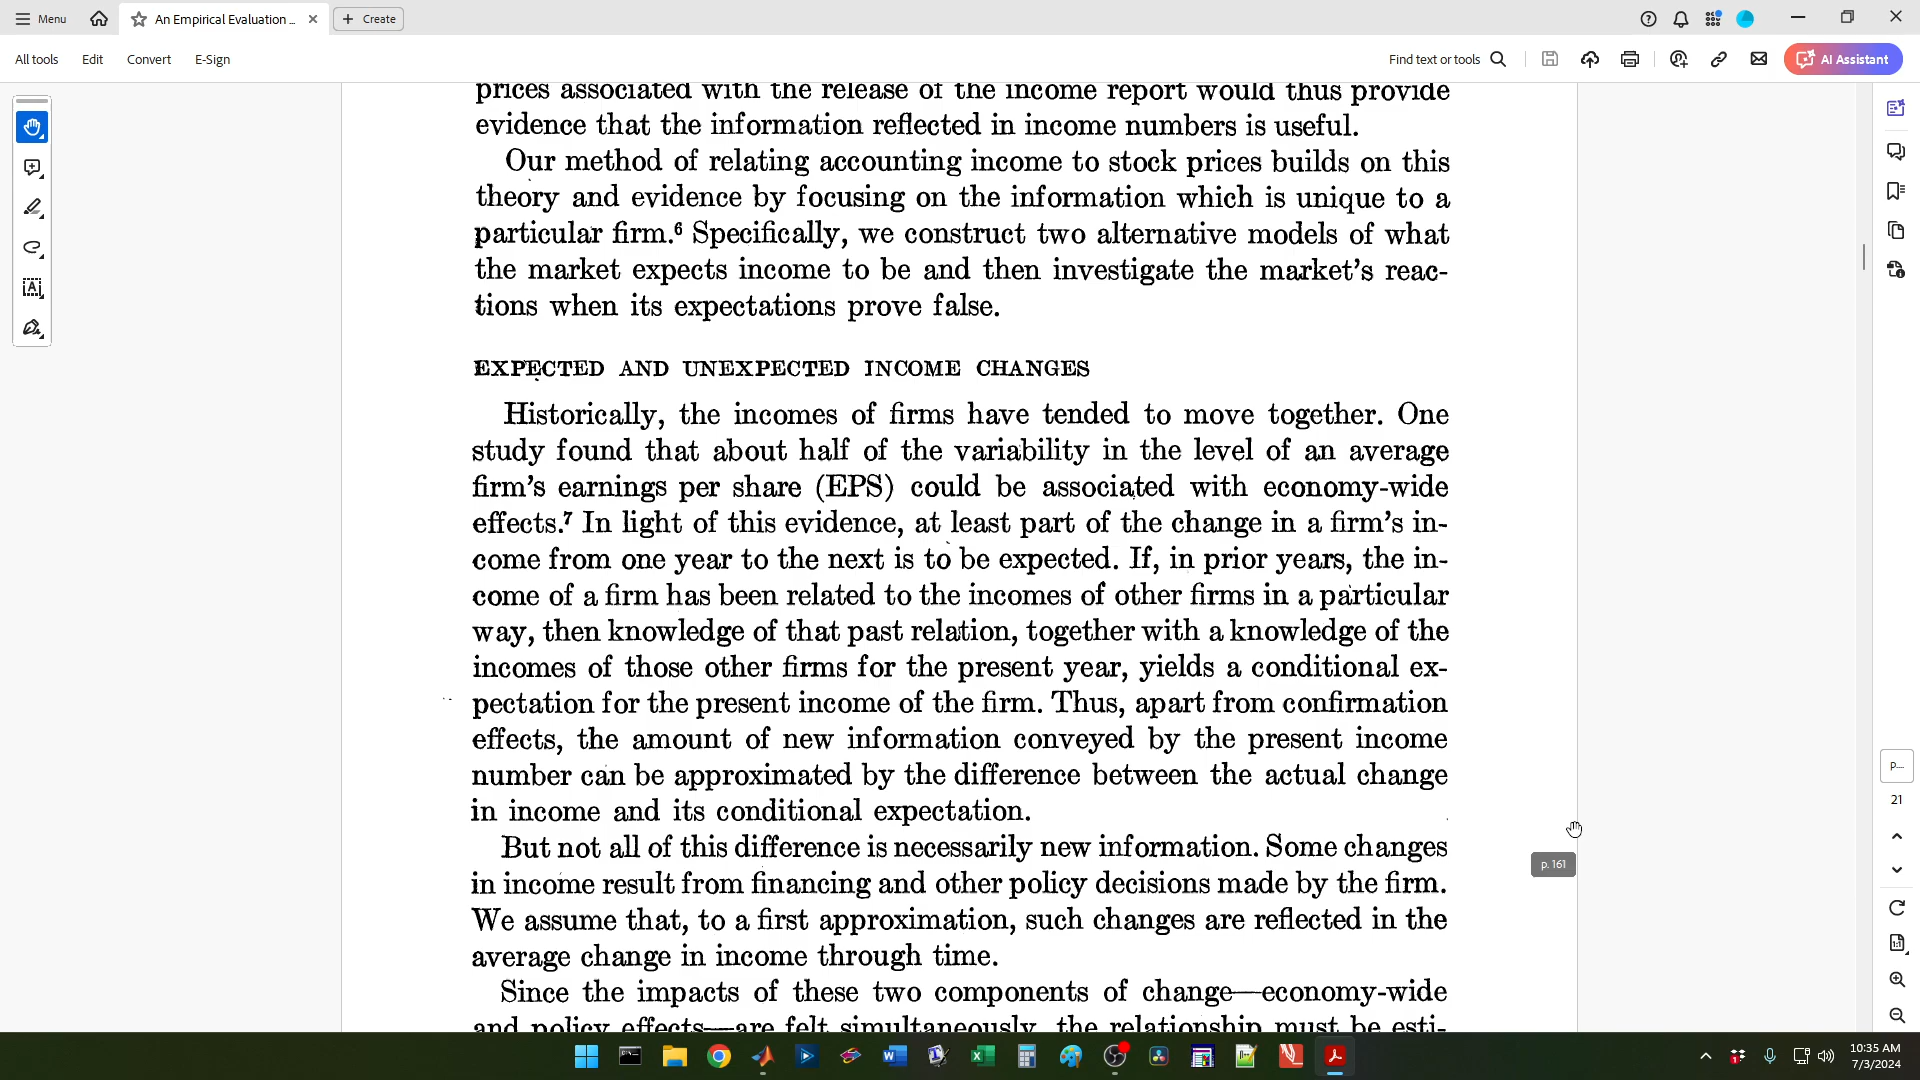 Menu
An Empirical Evaluation ...
Create
All tools
Edit
Convert
E-Sign
Find text or tools
AI Assistant
prices associated with the release of the income report would thus provide
evidence that the information reflected in income numbers is useful.
Our method of relating accounting income to stock prices builds on this
theory and evidence by focusing on the information which is unique to a
particular firm.⁶ Specifically, we construct two alternative models of what
the market expects income to be and then investigate the market's reac-
tions when its expectations prove false.
EXPECTED AND UNEXPECTED INCOME CHANGES
Historically, the incomes of firms have tended to move together. One
study found that about half of the variability in the level of an average
firm's earnings per share (EPS) could be associated with economy-wide
effects.⁷ In light of this evidence, at least part of the change in a firm's in-
come from one year to the next is to be expected. If, in prior years, the in-
come of a firm has been related to the incomes of other firms in a particular
way, then knowledge of that past relation, together with a knowledge of the
incomes of those other firms for the present year, yields a conditional ex-
pectation for the present income of the firm. Thus, apart from confirmation
effects, the amount of new information conveyed by the present income
number can be approximated by the difference between the actual change
in income and its conditional expectation.
But not all of this difference is necessarily new information. Some changes
in income result from financing and other policy decisions made by the firm.
We assume that, to a first approximation, such changes are reflected in the
average change in income through time.
Since the impacts of these two components of change—economy-wide
and policy effects—are felt simultaneously, the relationship must be esti-
p. 161
P...
21
10:35 AM
7/3/2024